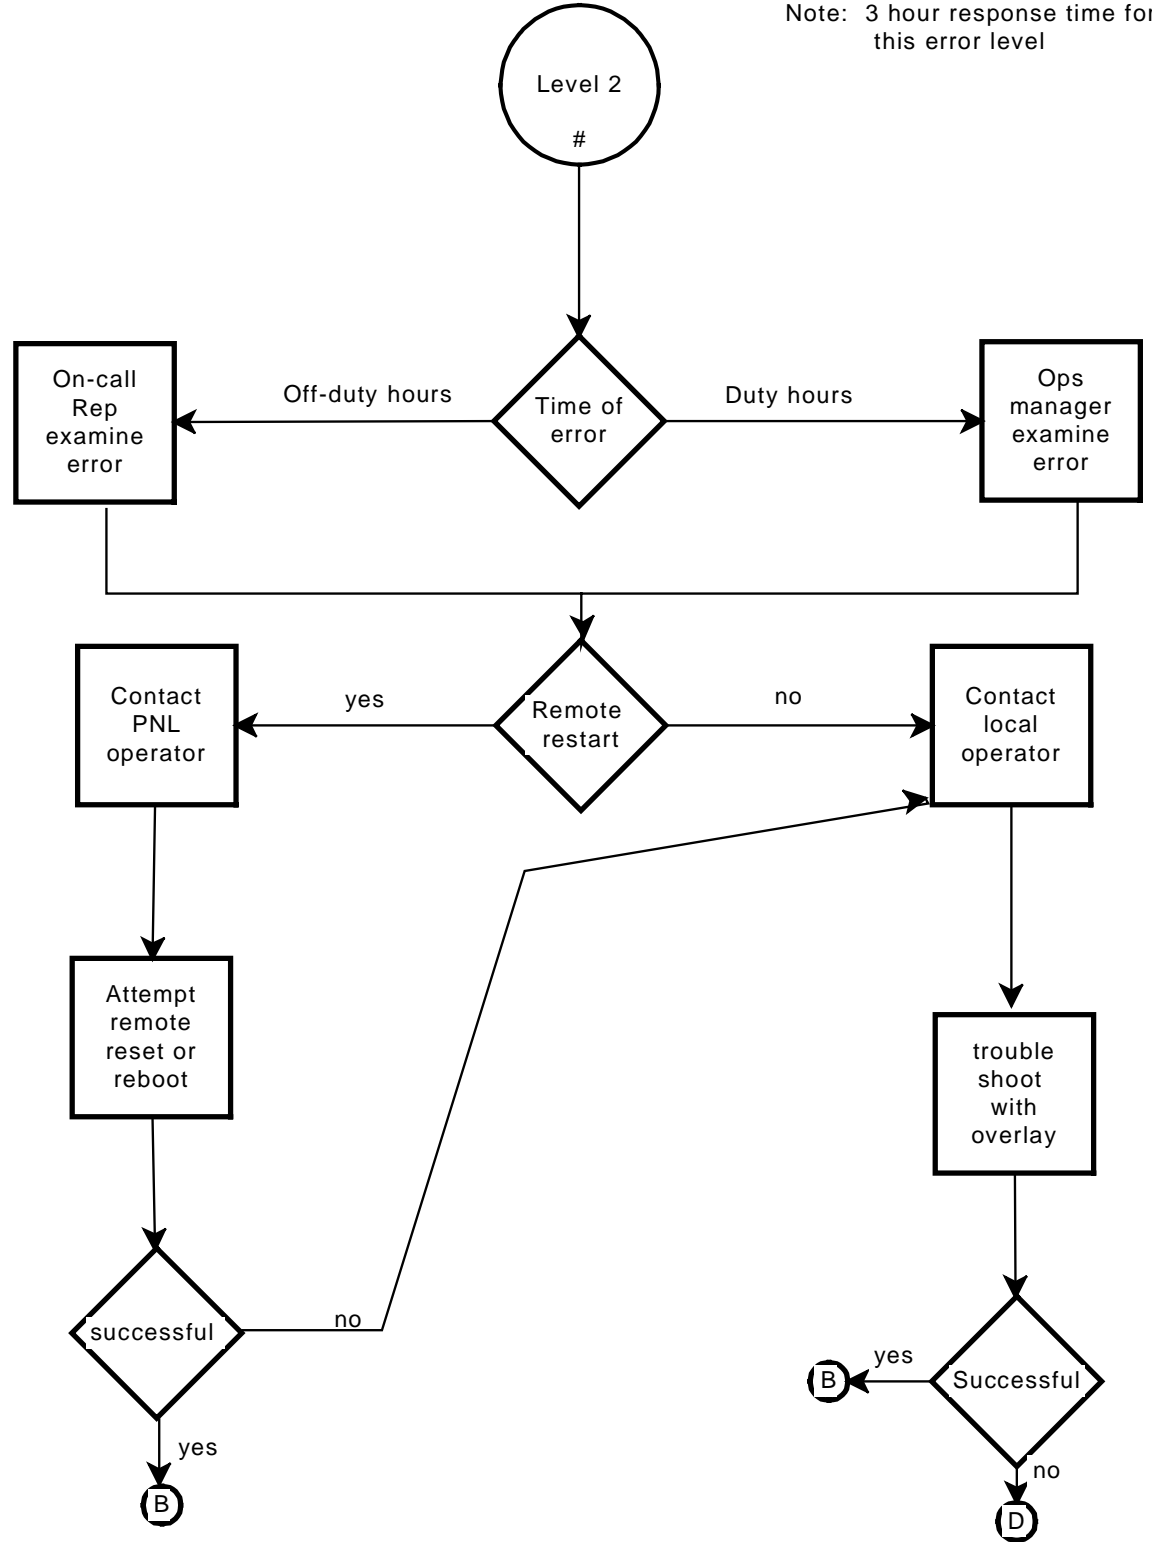 Note: 3 hour response time for
this error level
Level 2
#
Off-duty hours
Duty hours
On-call
Rep
examine
error
Time of
error
Ops
manager
examine
error
yes
no
Contact
PNL
operator
Remote
restart
Contact
local
operator
Attempt
remote
reset or
reboot
trouble
shoot
with
overlay
successful
no
yes
B
Successful
yes
B
no
D